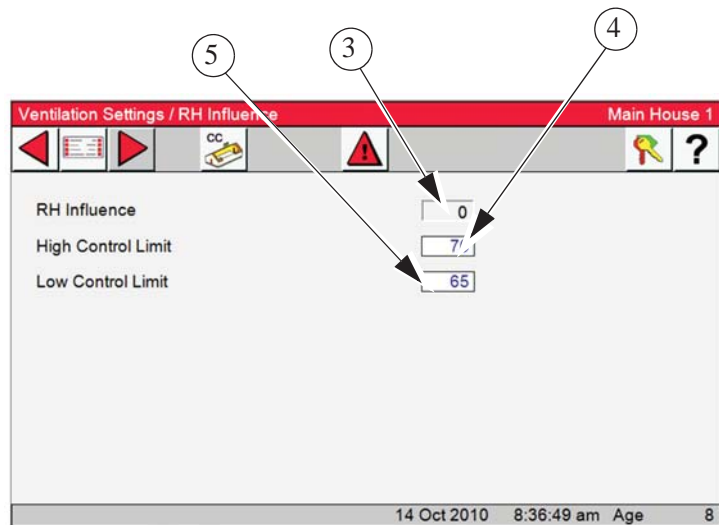 5 3 4
Ventilation Settings / RH Influence Main House 1
CC ?
RH Influence 0
High Control Limit
Low Control Limit 65
14 Oct 2010 8:36:49 am Age 8